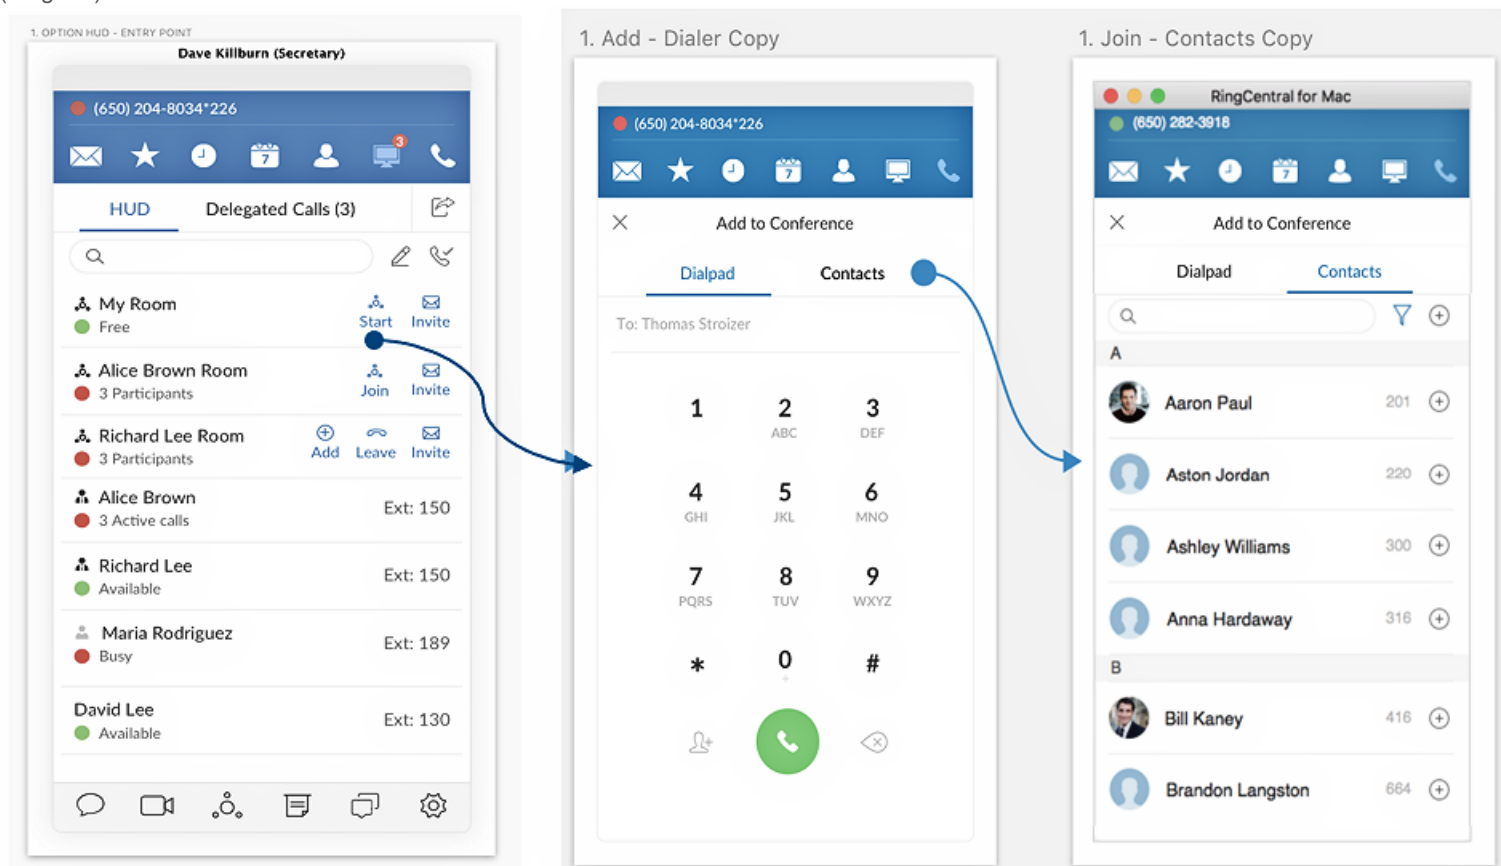 1. OPTION HUD - ENTRY POINT
Dave Killburn (Secretary)
(650) 204-8034*226
7
3
HUD
Delegated Calls (3)
My Room
Free
Start
Invite
Alice Brown Room
3 Participants
Join
Invite
Richard Lee Room
3 Participants
Add
Leave
Invite
Alice Brown
3 Active calls
Ext: 150
Richard Lee
Available
Ext: 150
Maria Rodriguez
Busy
Ext: 189
David Lee
Available
Ext: 130
1. Add - Dialer Copy
(650) 204-8034*226
7
Add to Conference
Dialpad
Contacts
To: Thomas Stroizer
1
2
ABC
3
DEF
4
GHI
5
JKL
6
MNO
7
PQRS
8
TUV
9
WXYZ
*
0
+
#
1. Join - Contacts Copy
RingCentral for Mac
(650) 282-3918
7
Add to Conference
Dialpad
Contacts
A
Aaron Paul 201
Aston Jordan 220
Ashley Williams 300
Anna Hardaway 316
B
Bill Kaney 416
Brandon Langston 664